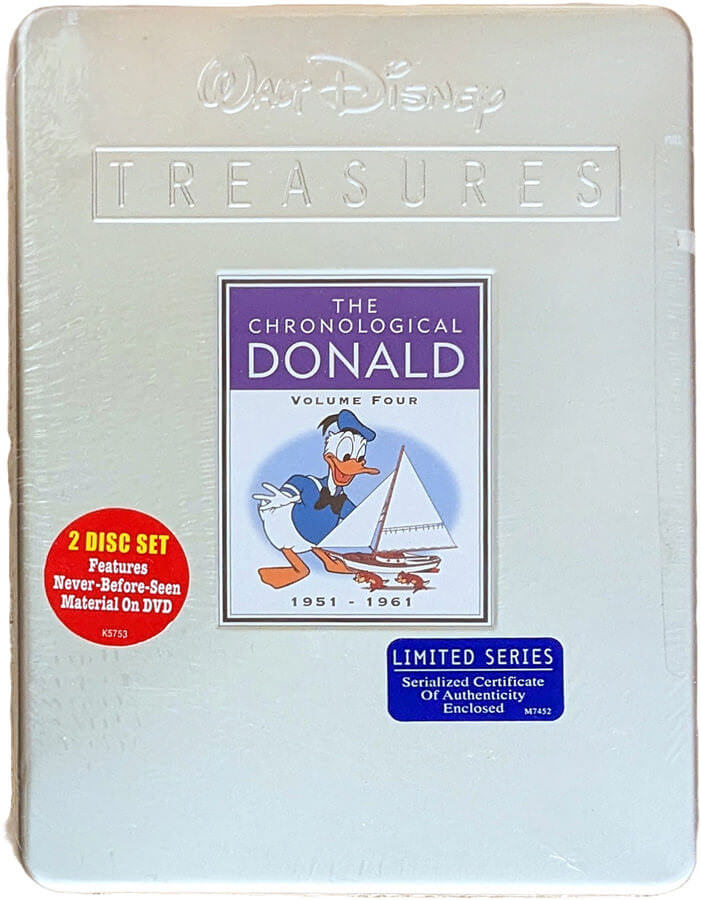 WALT DISNEY
TREASURES
THE
CHRONOLOGICAL
DONALD
VOLUME FOUR
1951 - 1961
2 DISC SET
Features
Never-Before-Seen
Material On DVD
K5753
LIMITED SERIES
Serialized Certificate
Of Authenticity
Enclosed M7452